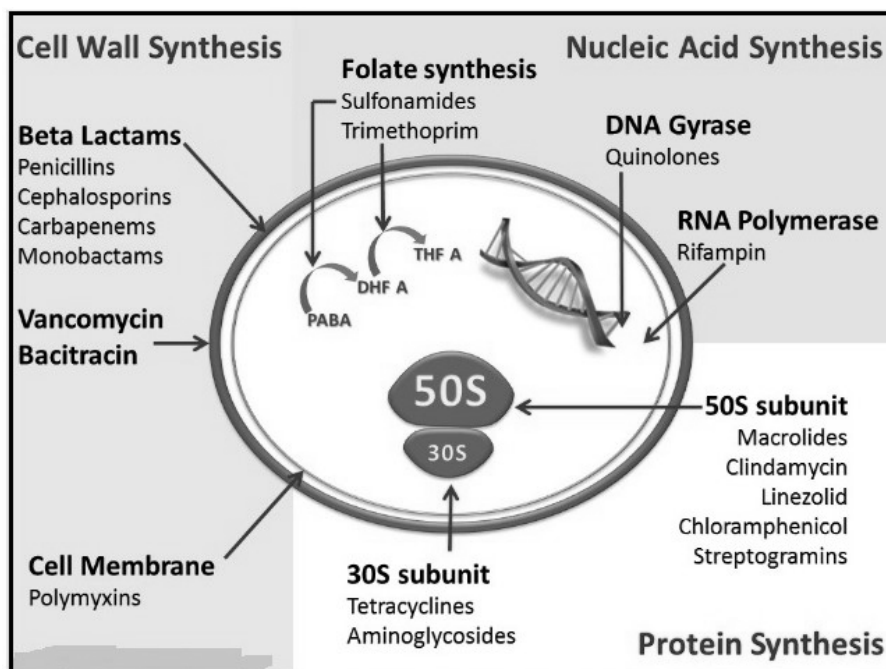 Cell Wall Synthesis
Nucleic Acid Synthesis
Folate synthesis
Sulfonamides
Trimethoprim
Beta Lactams
Penicillins
Cephalosporins
Carbapenems
Monobactams
DNA Gyrase
Quinolones
RNA Polymerase
Rifampin
THF A
DHF A
PABA
Vancomycin
Bacitracin
50S
30S
50S subunit
Macrolides
Clindamycin
Linezolid
Chloramphenicol
Streptogramins
Cell Membrane
Polymyxins
30S subunit
Tetracyclines
Aminoglycosides
Protein Synthesis